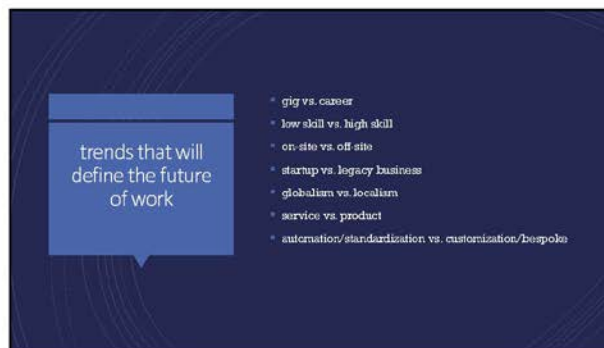 trends that will
define the future
of work
gig vs. career
low skill vs. high skill
on-site vs. off-site
startup vs. legacy business
globalism vs. localism
service vs. product
automation/standardization vs. customization/bespoke